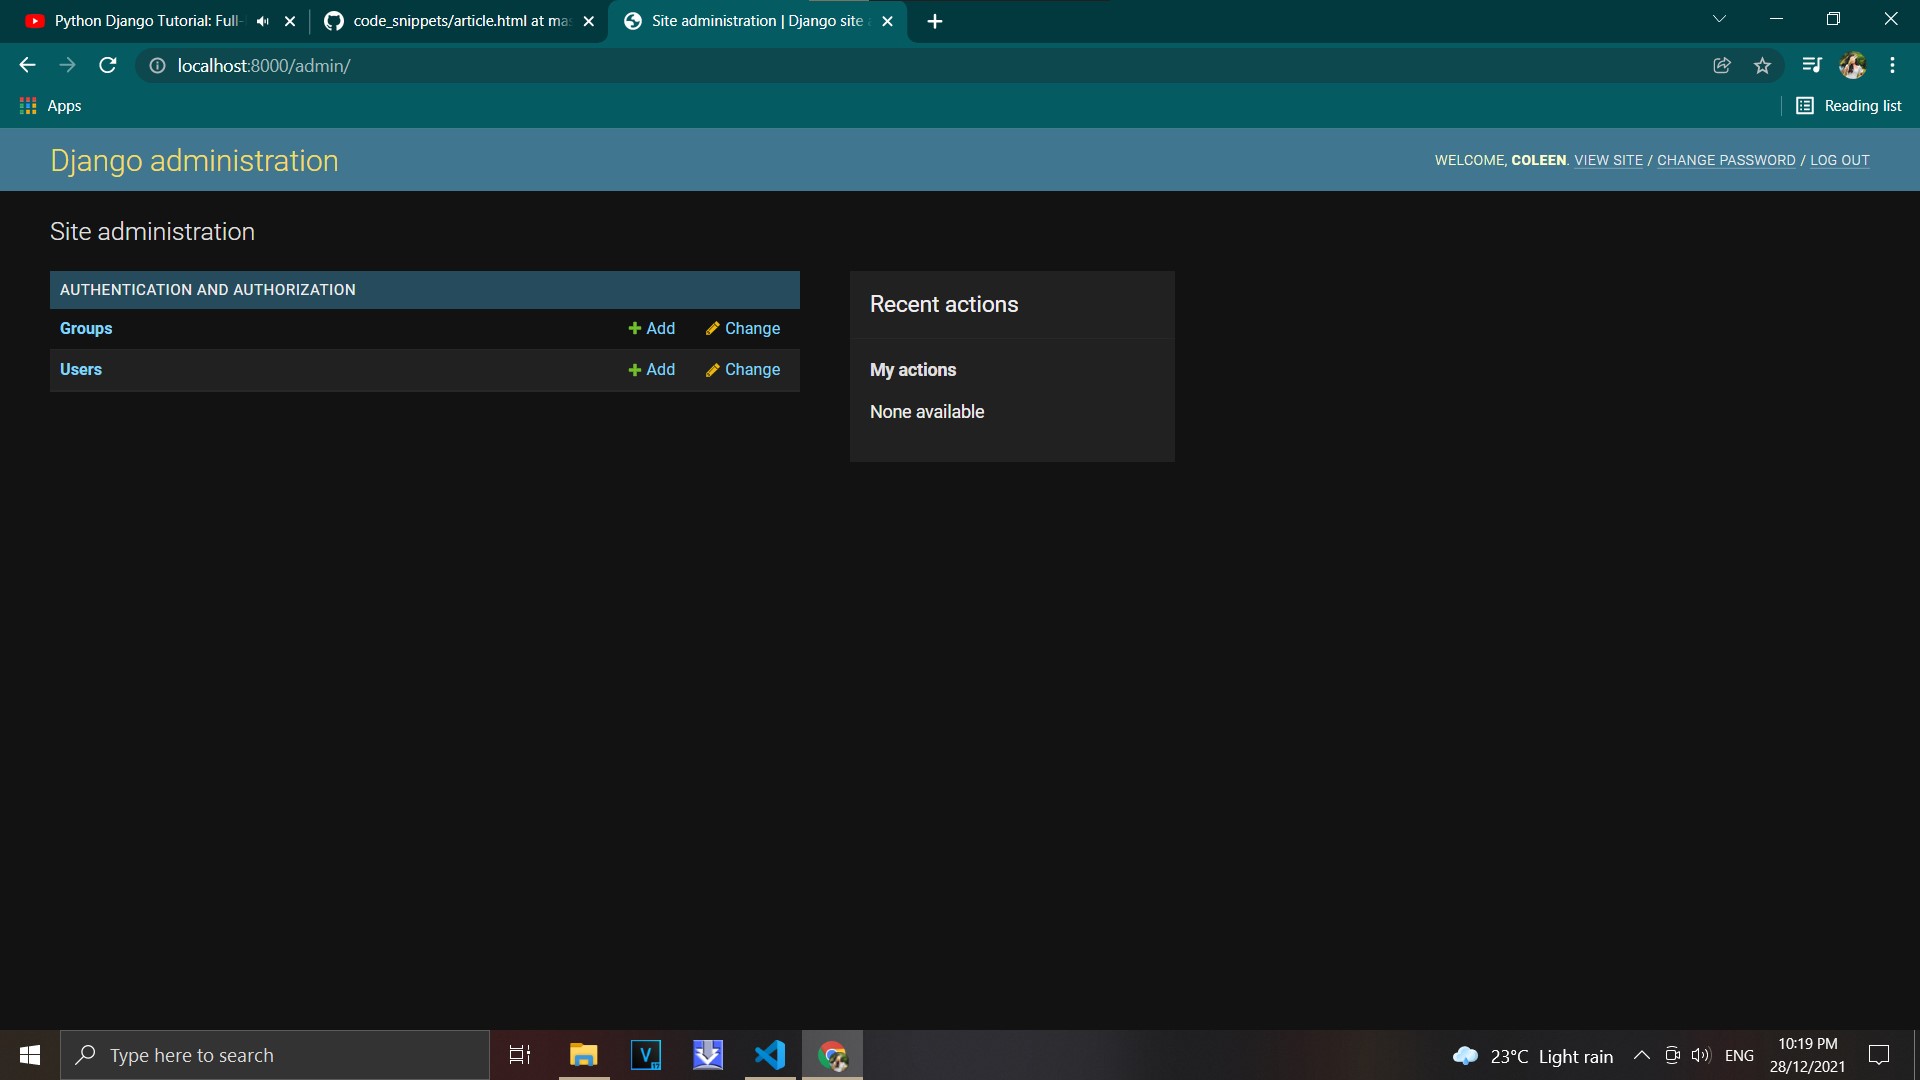 Python Django Tutorial: Full-
code_snippets/article.html at mas
Site administration | Django site a
localhost:8000/admin/
Apps
Reading list
Django administration
WELCOME, COLEEN. VIEW SITE / CHANGE PASSWORD / LOG OUT
Site administration
AUTHENTICATION AND AUTHORIZATION
Groups Add Change
Users Add Change
Recent actions
My actions
None available
Type here to search
V
17
23°C Light rain
ENG
10:19 PM
28/12/2021